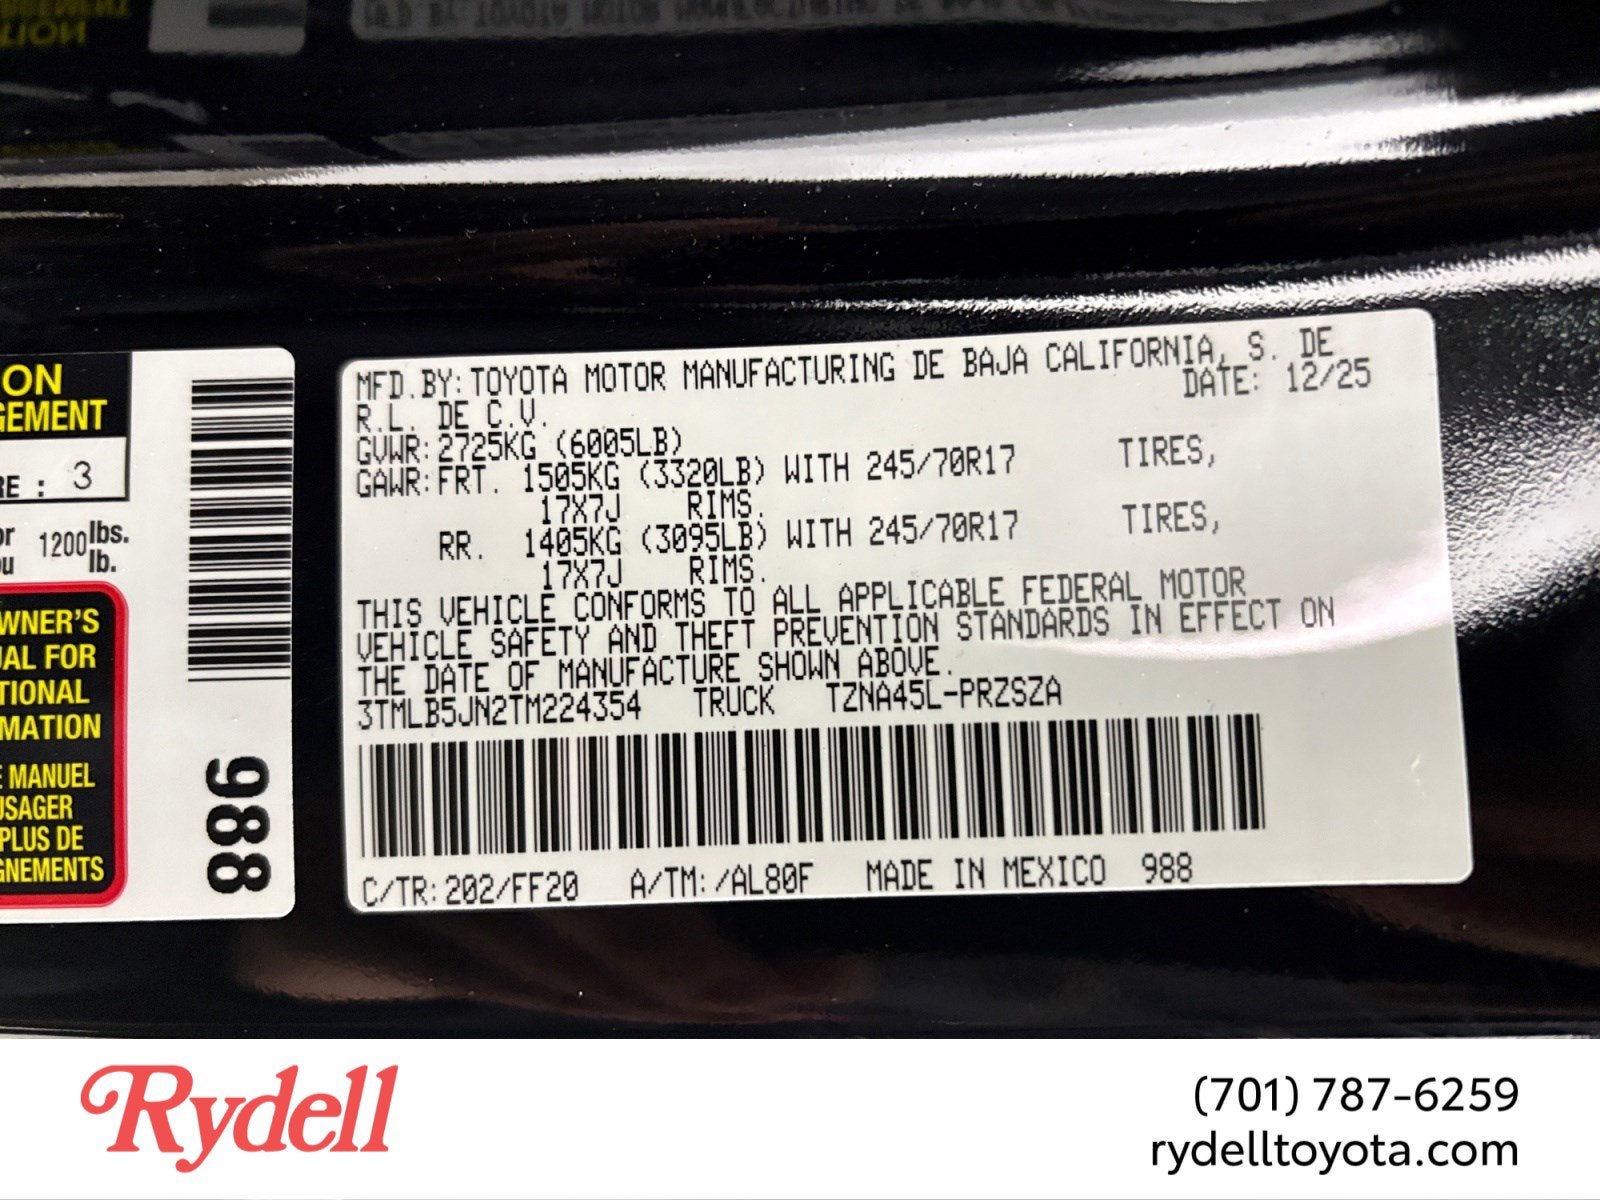 ON
GEMENT
RE : 3
or
u
1200 lbs.
lb.
WNER'S
UAL FOR
TIONAL
MATION
E MANUEL
USAGER
PLUS DE
GNEMENTS
988
MFD.BY: TOYOTA MOTOR MANUFACTURING DE BAJA CALIFORNIA, S. DE
R.L. DE C.V. DATE: 12/25
GVWR: 2725KG (6005LB)
GAWR: FRT. 1505KG (3320LB) WITH 245/70R17 TIRES,
17X7J RIMS.
RR. 1405KG (3095LB) WITH 245/70R17 TIRES,
17X7J RIMS.
THIS VEHICLE CONFORMS TO ALL APPLICABLE FEDERAL MOTOR
VEHICLE SAFETY AND THEFT PREVENTION STANDARDS IN EFFECT ON
THE DATE OF MANUFACTURE SHOWN ABOVE.
3TMLB5JN2TM224354 TRUCK TZNA45L-PRZSZA
C/TR: 202/FF20 A/TM: /AL80F MADE IN MEXICO 988
Rydell
(701) 787-6259
rydelltoyota.com